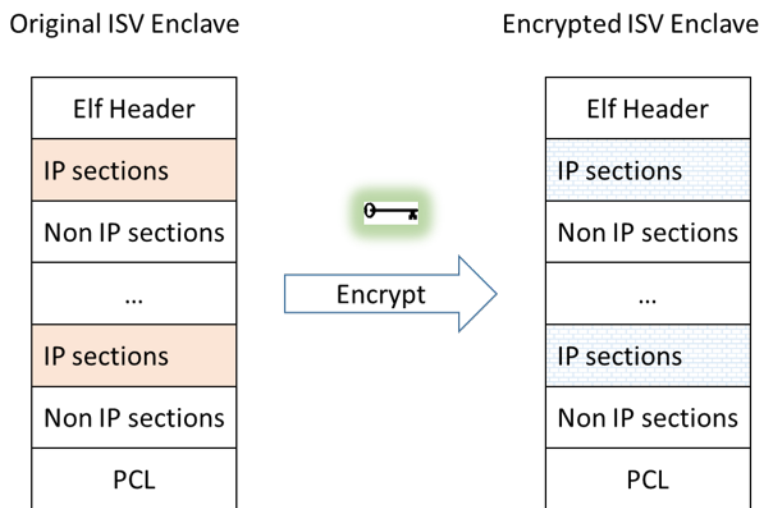 Original ISV Enclave
Elf Header
IP sections
Non IP sections
...
IP sections
Non IP sections
PCL
Encrypt
Encrypted ISV Enclave
Elf Header
IP sections
Non IP sections
...
IP sections
Non IP sections
PCL